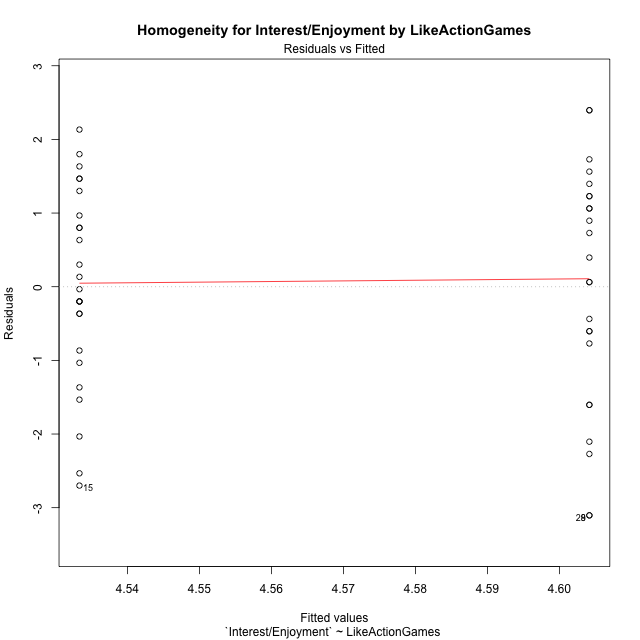 Homogeneity for Interest/Enjoyment by LikeActionGames
Residuals vs Fitted
3
2
1
0
-1
-2
-3
Residuals
15
4.54 4.55 4.56 4.57 4.58 4.59 4.60
Fitted values
`Interest/Enjoyment` ~ LikeActionGames